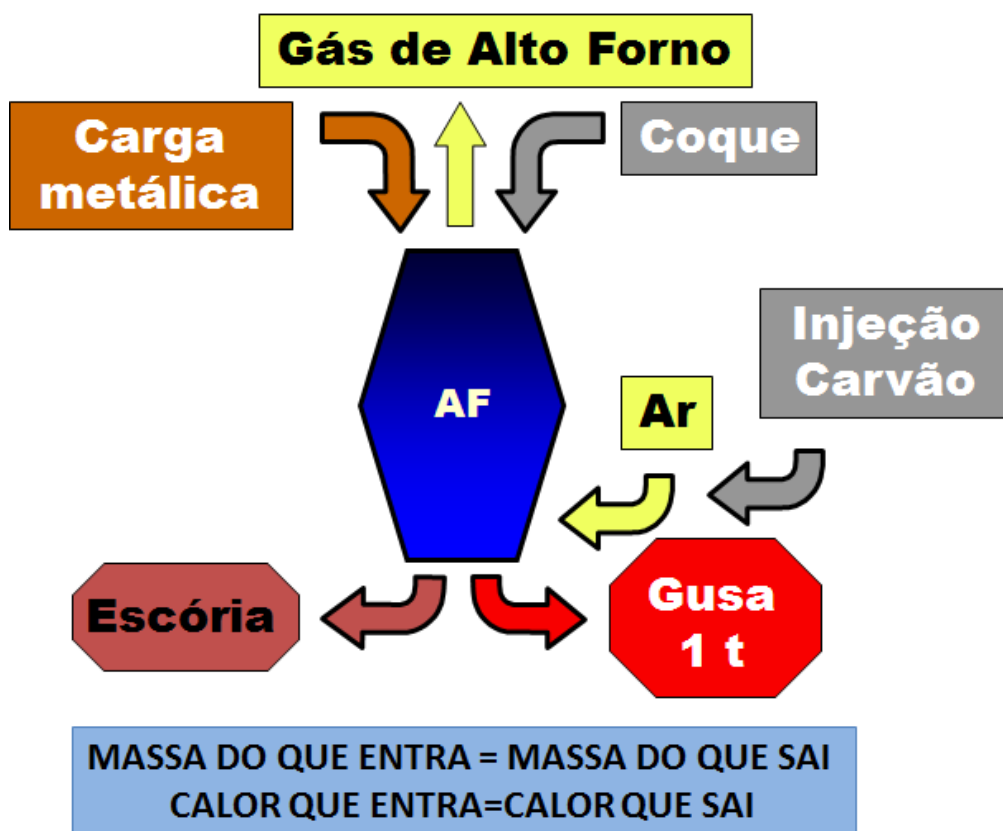 Gás de Alto Forno
Carga
metálica
Coque
Injeção
Carvão
AF
Ar
Escória
Gusa
1 t
MASSA DO QUE ENTRA = MASSA DO QUE SAI
CALOR QUE ENTRA=CALOR QUE SAI